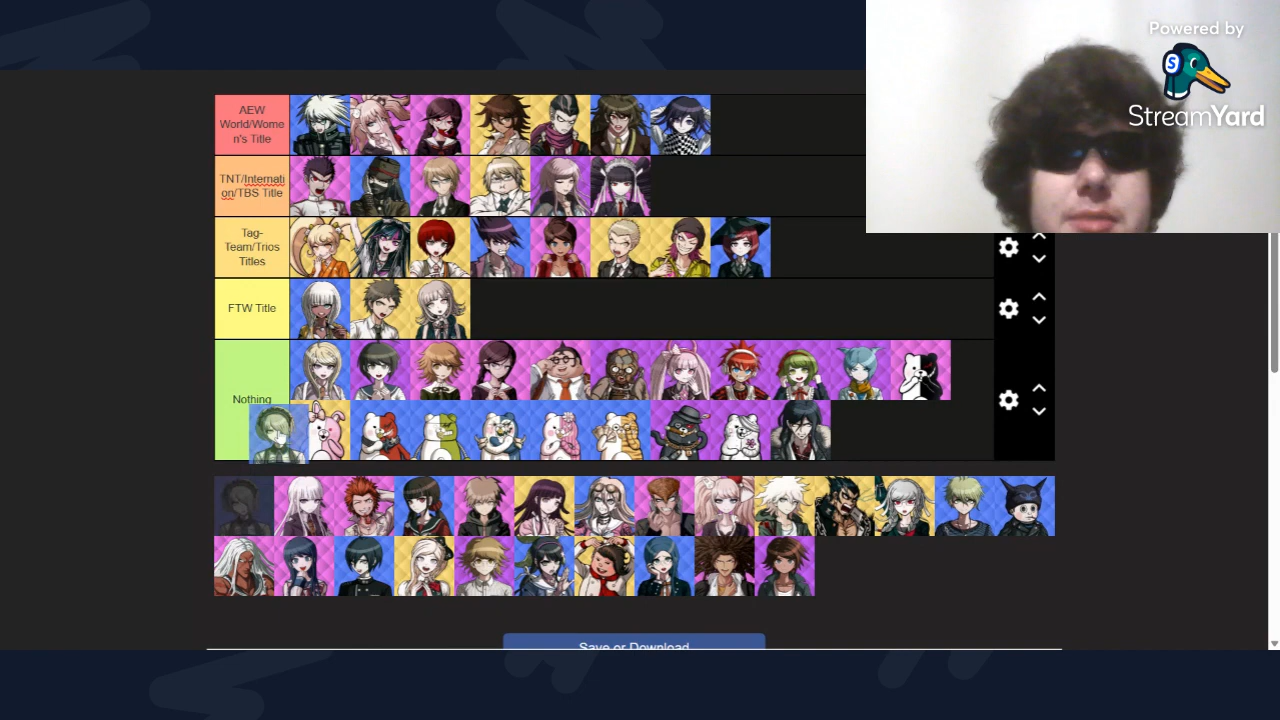 Powered by
StreamYard
AEW
World/Wome
n's Title
TNT/Internati
on/TBS Title
Tag-
Team/Trios
Titles
FTW Title
Nothing
Save or Download